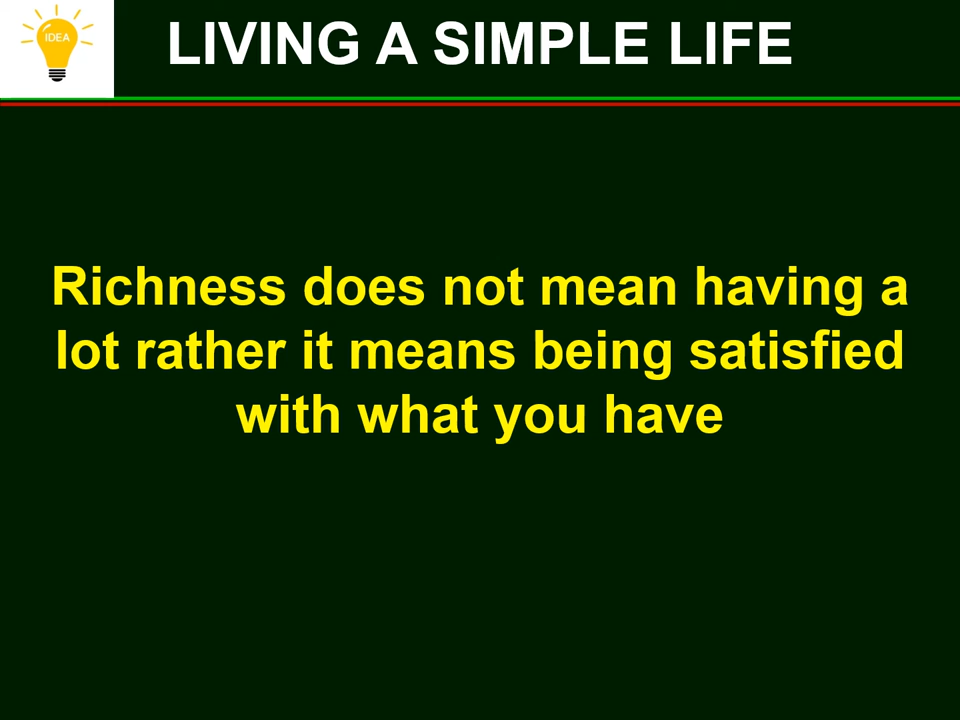 IDEA
LIVING A SIMPLE LIFE
Richness does not mean having a
lot rather it means being satisfied
with what you have